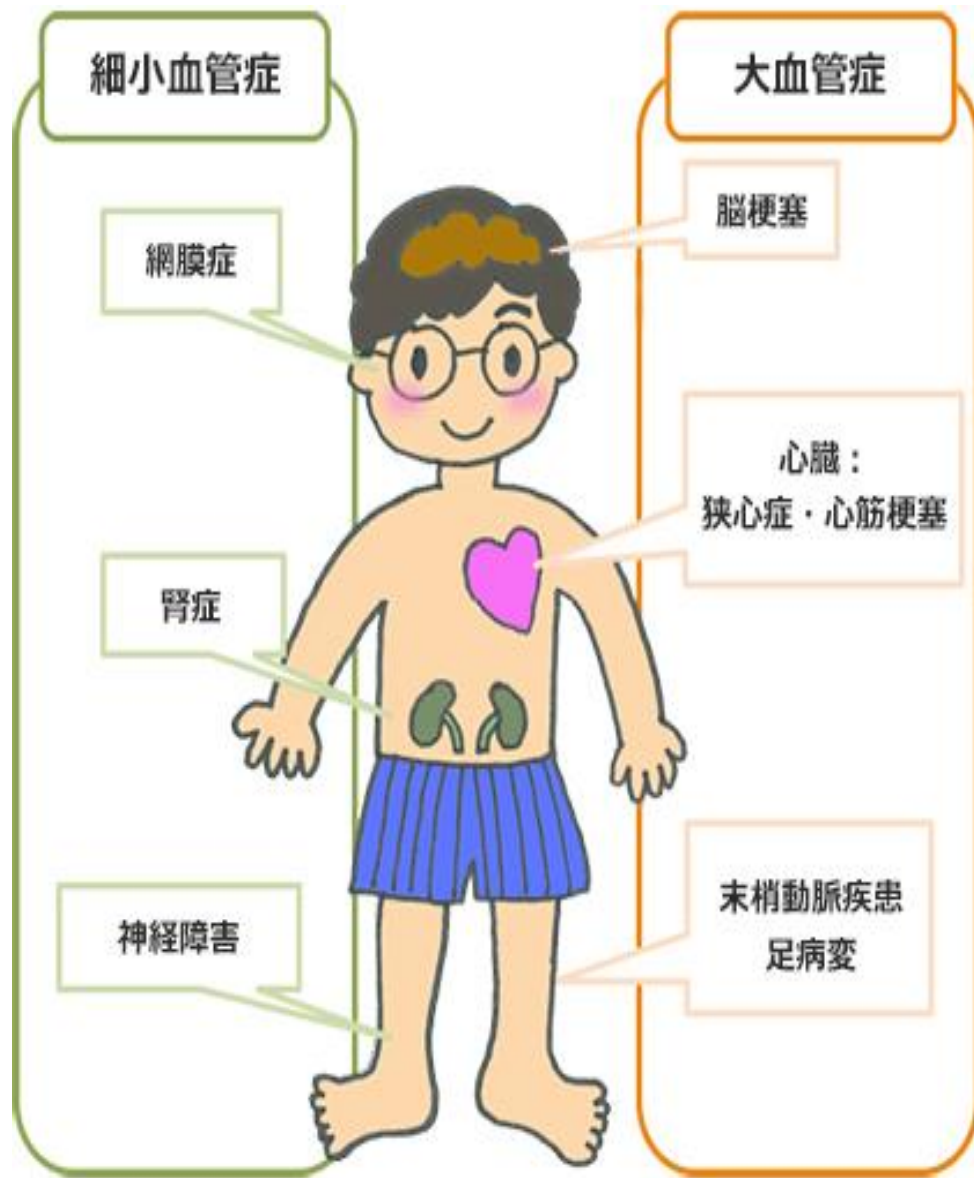 細小血管症
網膜症
腎症
神経障害
大血管症
脳梗塞
心臓：
狭心症・心筋梗塞
末梢動脈疾患
足病変